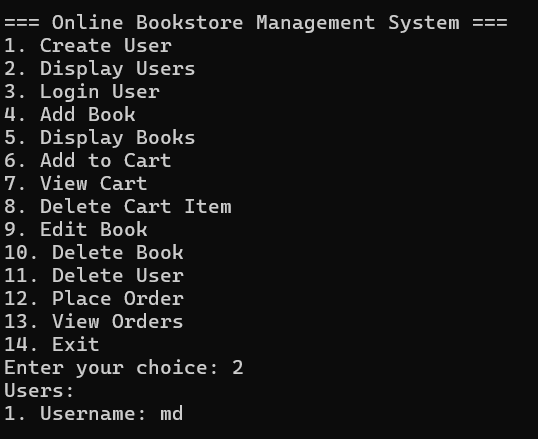 === Online Bookstore Management System ===
1. Create User
2. Display Users
3. Login User
4. Add Book
5. Display Books
6. Add to Cart
7. View Cart
8. Delete Cart Item
9. Edit Book
10. Delete Book
11. Delete User
12. Place Order
13. View Orders
14. Exit
Enter your choice: 2
Users:
1. Username: md